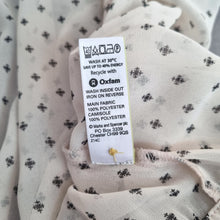 WASH AT 30°C
SAVE UP TO 40% ENERGY
Recycle with
Oxfam
WASH INSIDE OUT
IRON ON REVERSE
MAIN FABRIC
100% POLYESTER
CAMISOLE
100% POLYESTER
© Marks and Spencer plc
PO Box 3339
Chester CH99 9QS